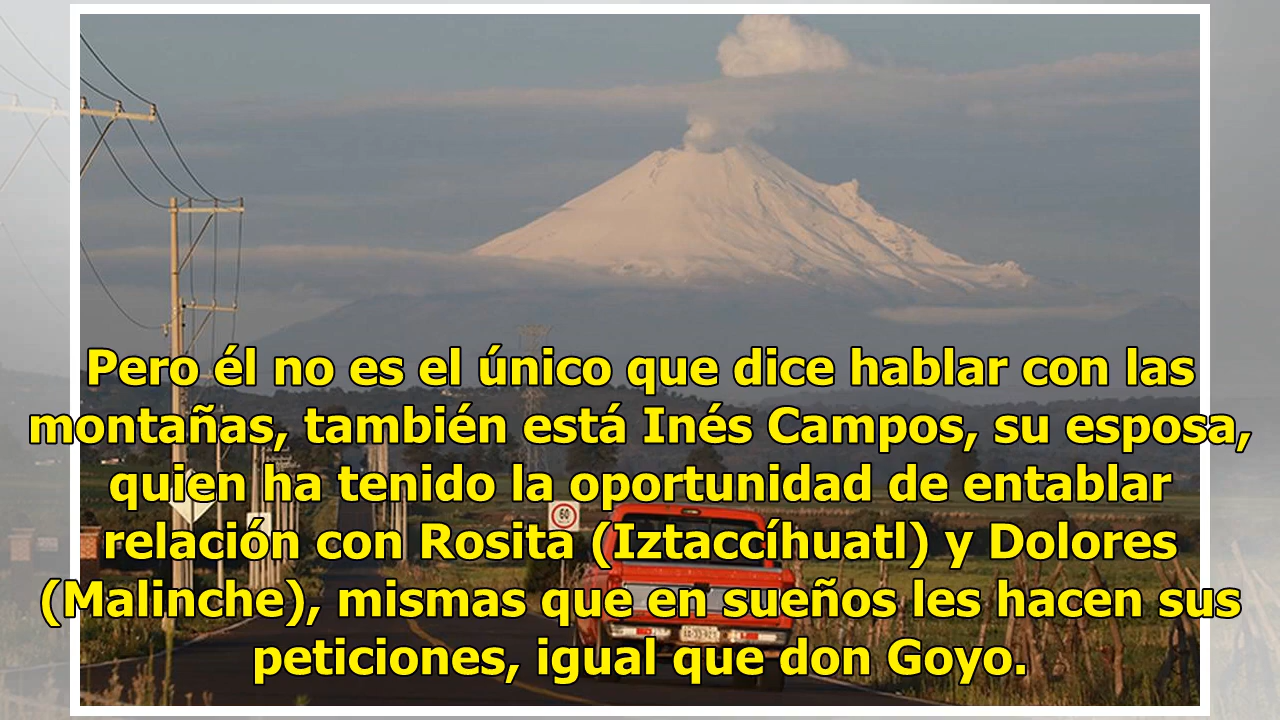 Pero él no es el único que dice hablar con las
montañas, también está Inés Campos, su esposa,
quien ha tenido la oportunidad de entablar
relación con Rosita (Iztaccíhuatl) y Dolores
(Malinche), mismas que en sueños les hacen sus
peticiones, igual que don Goyo.
60